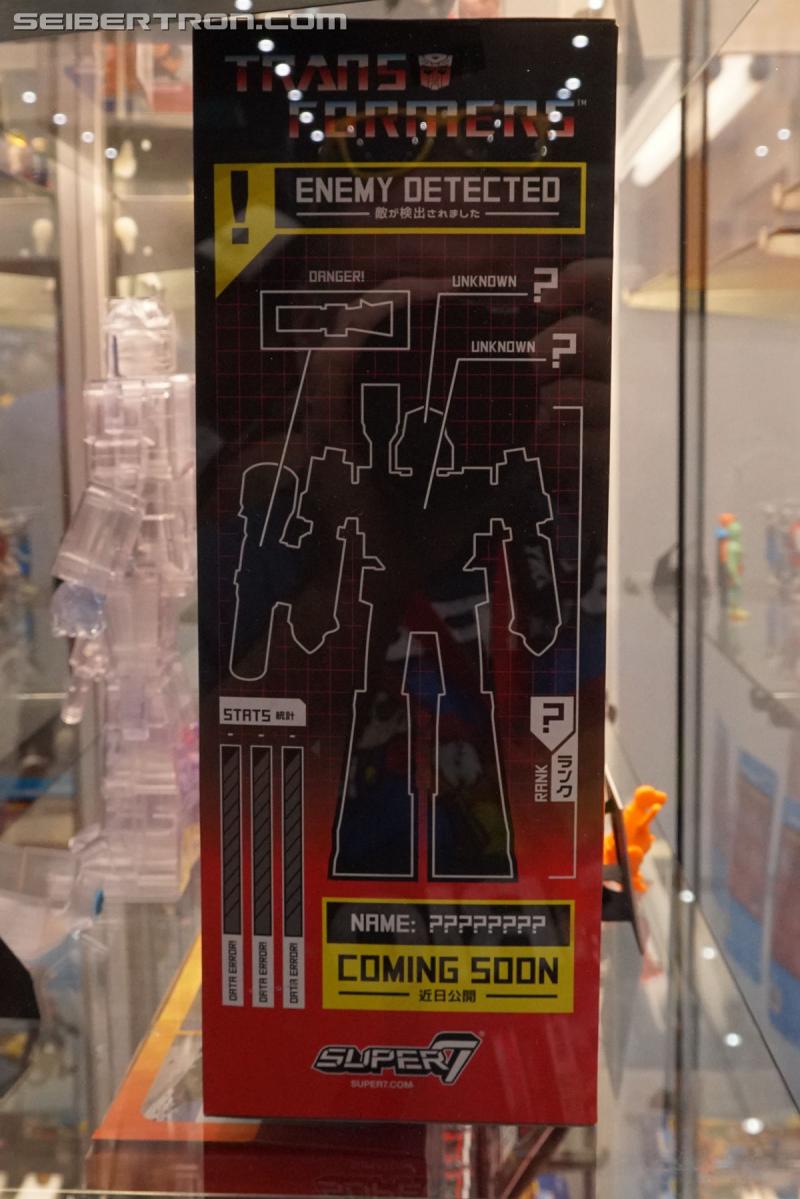 SEIBERTRON.COM
TRANS
FORMERS™
! ENEMY DETECTED
敵が検出されました
DANGER!
UNKNOWN ?
UNKNOWN ?
STATS 統計
?
RANK ランク
DATA ERROR!
DATA ERROR!
DATA ERROR!
NAME: ????????
COMING SOON
近日公開
SUPER7®
SUPER7.COM